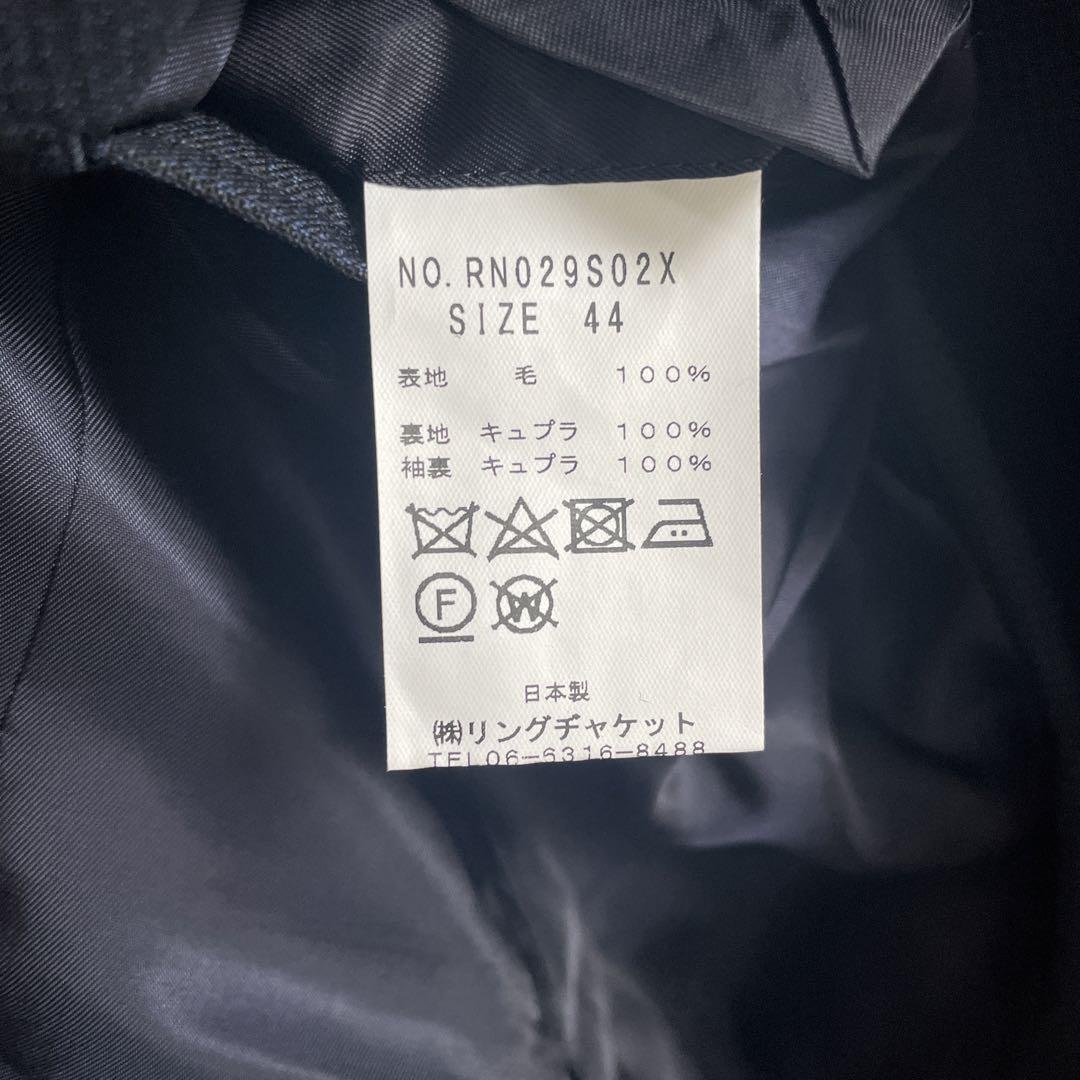 NO. RN029S02X
SIZE 44
表地 毛 100%
裏地 キュプラ 100%
袖裏 キュプラ 100%
F W
日本製
㈱リングヂャケット
TEL06-6316-8488